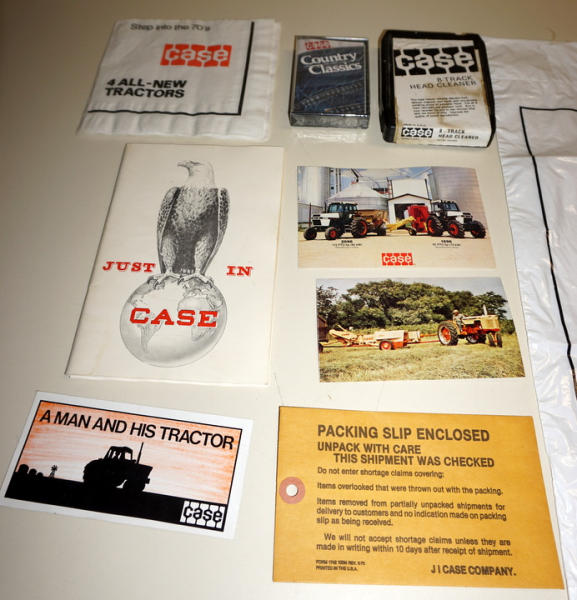 Step into the 70's
case
4 ALL-NEW
TRACTORS
case
Country
Classics
case
8 TRACK
HEAD CLEANER
case
8-TRACK
HEAD CLEANER
JUST IN
CASE
2096
1896
case
A MAN AND HIS TRACTOR
case
PACKING SLIP ENCLOSED
UNPACK WITH CARE
THIS SHIPMENT WAS CHECKED
Do not enter shortage claims covering:
Items overlooked that were thrown out with the packing.
Items removed from partially unpacked shipments for
delivery to customers and no indication made on packing
slip as being received.
We will not accept shortage claims unless they are
made in writing within 10 days after receipt of shipment.
PRINTED IN THE U.S.A.
J I CASE COMPANY.